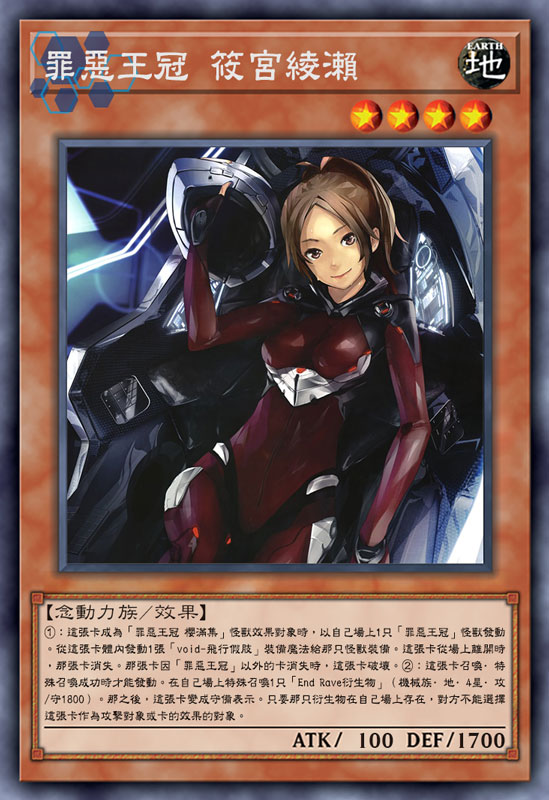 罪惡王冠 筱宮綾瀨
EARTH
地
【念動力族/效果】
①：這張卡成為「罪惡王冠 櫻滿集」怪獸效果對象時，以自己場上1只「罪惡王冠」怪獸發動
。從這張卡體內發動1張「void-飛行假肢」裝備魔法給那只怪獸裝備。這張卡從場上離開時
，那張卡消失。那張卡因「罪惡王冠」以外的卡消失時，這張卡破壞。②：這張卡召喚·特
殊召喚成功時才能發動。在自己場上特殊召喚1只「End Rave衍生物」（機械族·地·4星·攻
/守1800）。那之後，這張卡變成守備表示。只要那只衍生物在自己場上存在，對方不能選擇
這張卡作為攻擊對象或卡的效果的對象。
ATK/ 100 DEF/1700